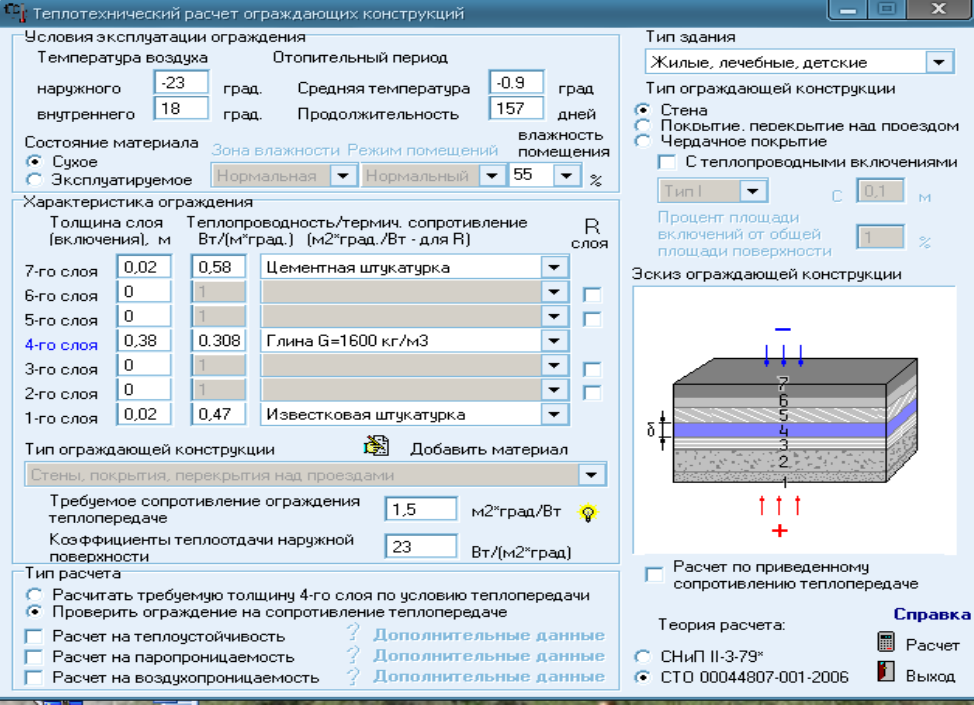 Теплотехнический расчет ограждающих конструкций
Условия эксплуатации ограждения
Температура воздуха Отопительный период
наружного -23 град. Средняя температура -0.9 град
внутреннего 18 град. Продолжительность 157 дней
Состояние материала Зона влажности Режим помещений влажность помещения
Сухое
Эксплуатируемое Нормальная Нормальный 55 %
Характеристика ограждения
Толщина слоя Теплопроводность/термич. сопротивление R
(включения), м Вт/(м*град.) (м2*град./Вт - для R) слоя
7-го слоя 0,02 0,58 Цементная штукатурка
6-го слоя 0 1
5-го слоя 0 1
4-го слоя 0,38 0.308 Глина G=1600 кг/м3
3-го слоя 0 1
2-го слоя 0 1
1-го слоя 0,02 0,47 Известковая штукатурка
Тип ограждающей конструкции Добавить материал
Стены, покрытия, перекрытия над проездами
Требуемое сопротивление ограждения
теплопередаче 1,5 м2*град/Вт
Коэффициенты теплоотдачи наружной
поверхности 23 Вт/(м2*град)
Тип расчета
Расчитать требуемую толщину 4-го слоя по условию теплопередачи
Проверить ограждение на сопротивление теплопередаче
Расчет на теплоустойчивость ? Дополнительные данные
Расчет на паропроницаемость ? Дополнительные данные
Расчет на воздухопроницаемость ? Дополнительные данные
Тип здания
Жилые, лечебные, детские
Тип ограждающей конструкции
Стена
Покрытие, перекрытие над проездом
Чердачное покрытие
С теплопроводными включениями
Тип I С 0,1 м
Процент площади
включений от общей
площади поверхности 1 %
Эскиз ограждающей конструкции
−
7
6
5
δ 4
3
2
1
+
Расчет по приведенному
сопротивлению теплопередаче
Справка
Теория расчета:
Расчет
СНиП II-3-79*
СТО 00044807-001-2006 Выход